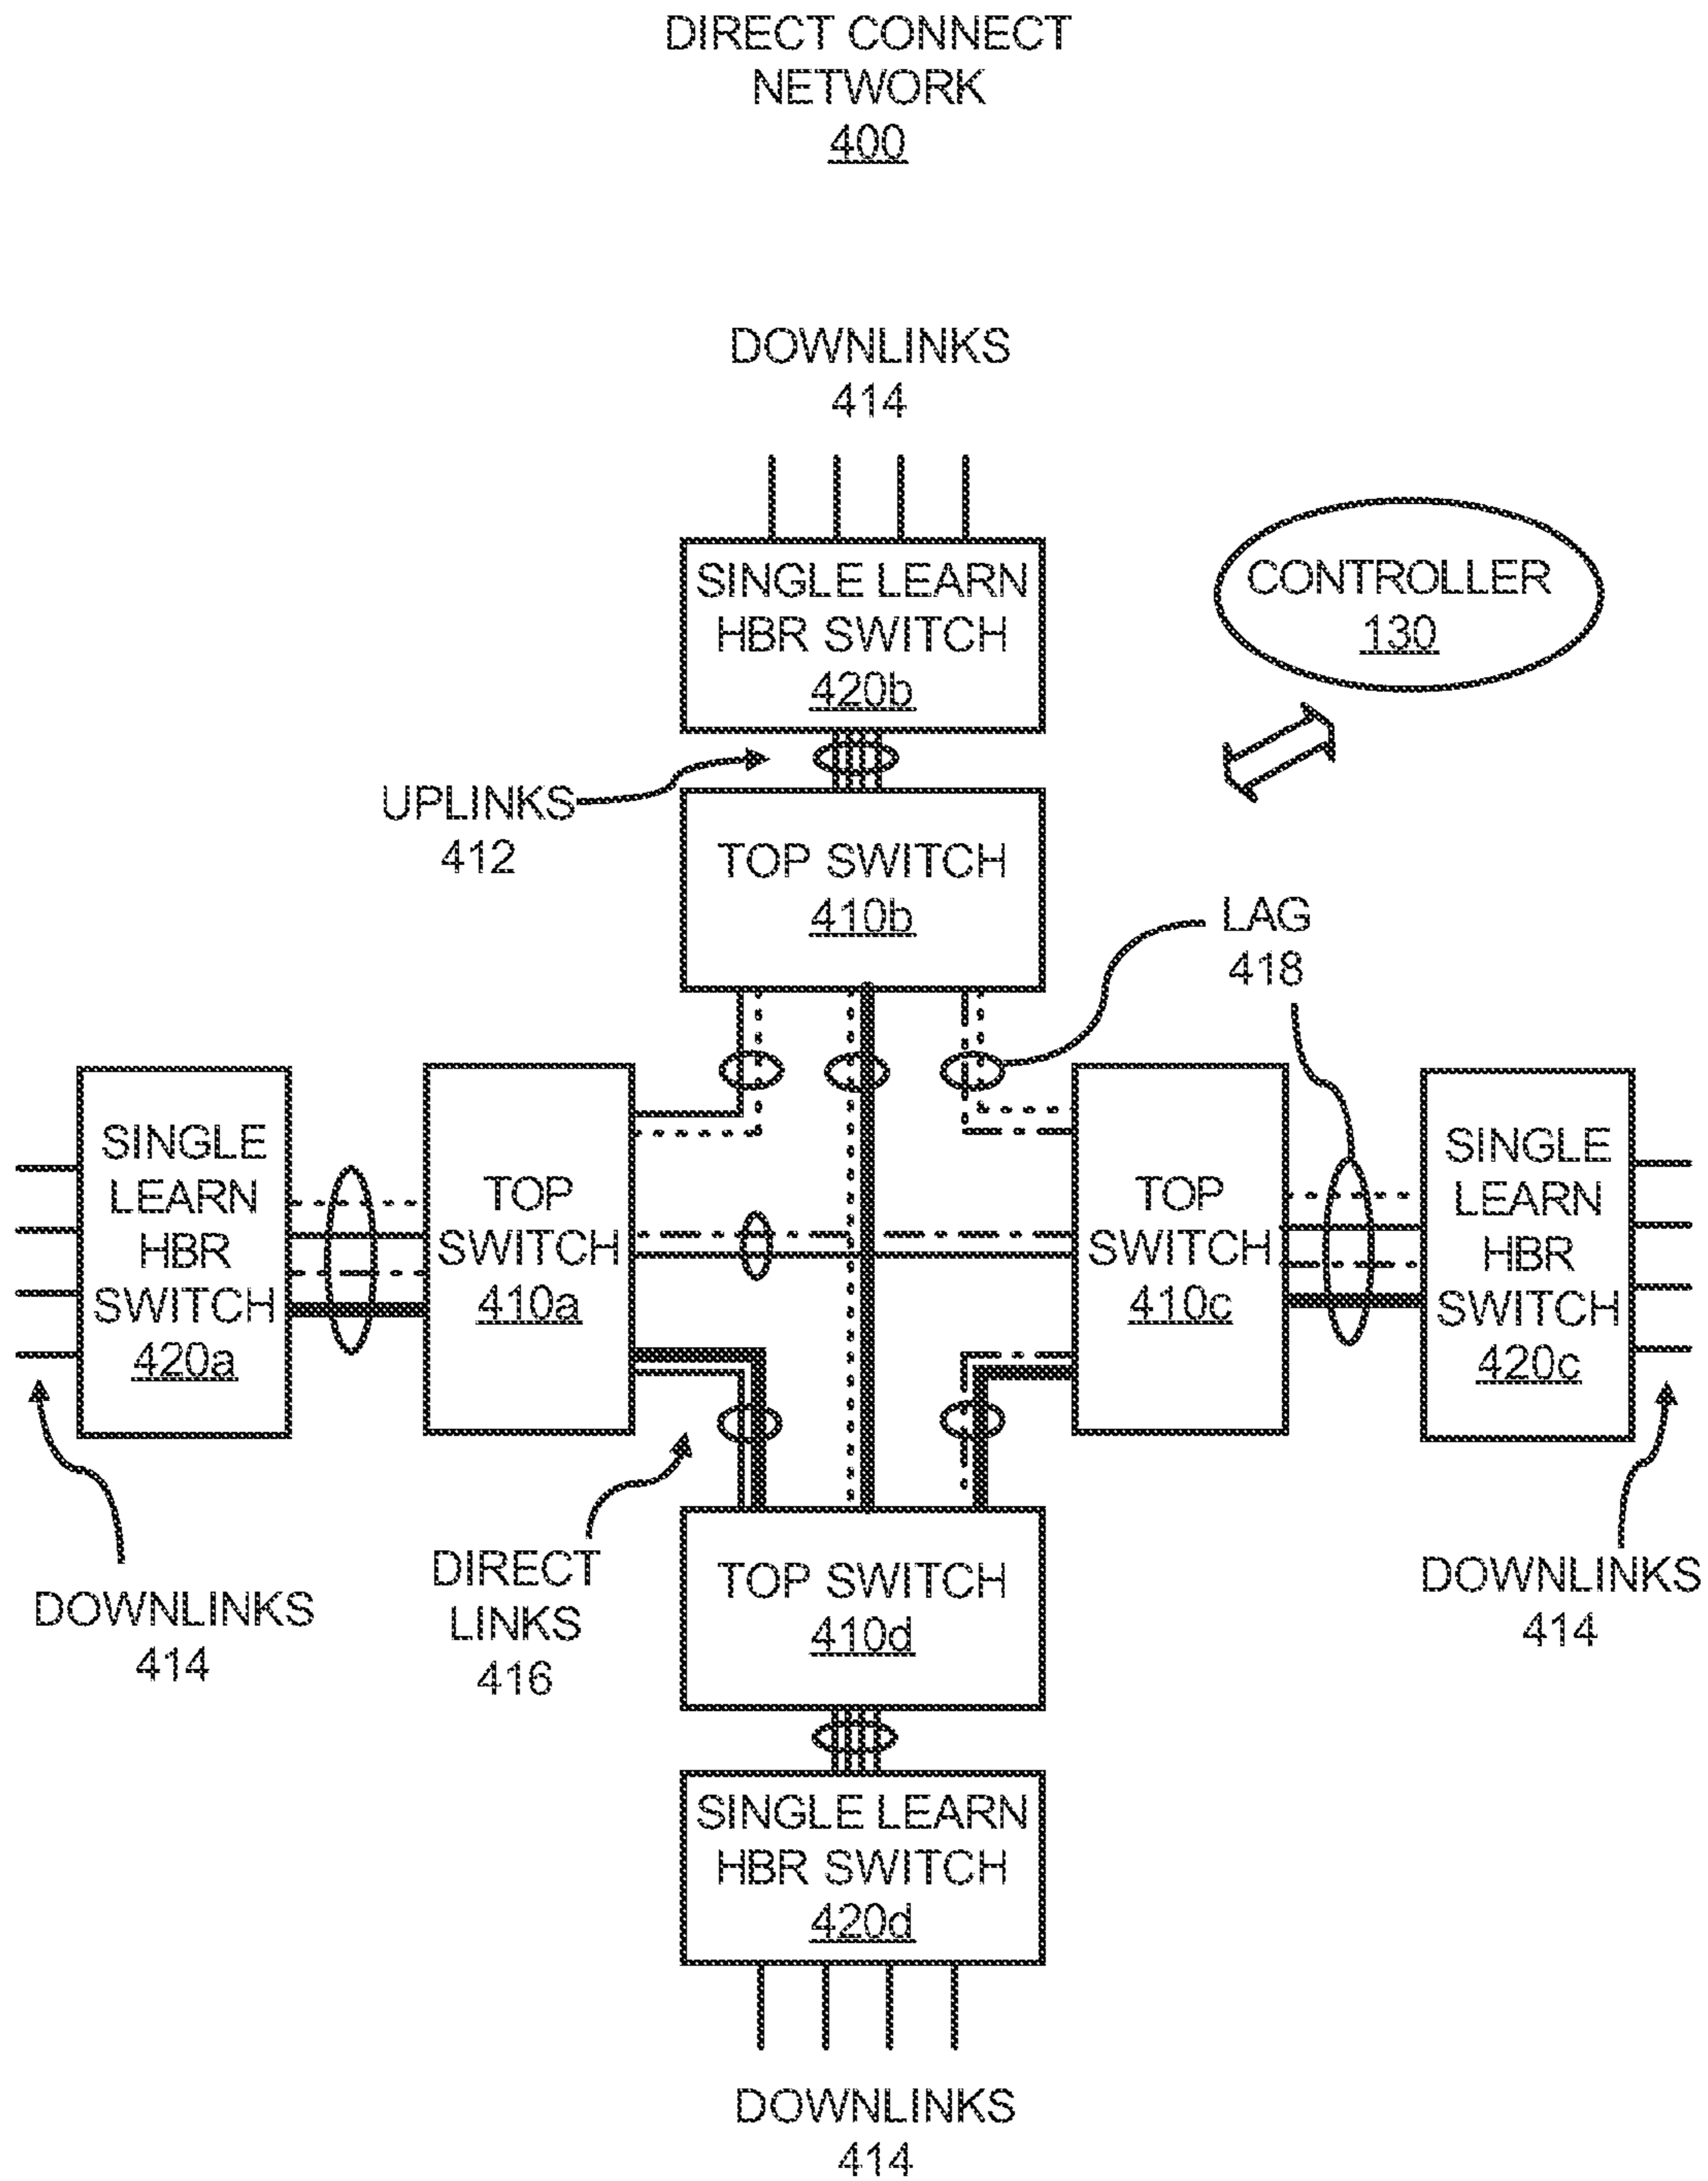 DIRECT CONNECT
NETWORK
400
DOWNLINKS
414
SINGLE LEARN
HBR SWITCH
420b
CONTROLLER
130
UPLINKS
412
TOP SWITCH
410b
LAG
418
SINGLE
LEARN
HBR
SWITCH
420a
TOP
SWITCH
410a
TOP
SWITCH
410c
SINGLE
LEARN
HBR
SWITCH
420c
DOWNLINKS
414
DIRECT
LINKS
416
TOP SWITCH
410d
DOWNLINKS
414
SINGLE LEARN
HBR SWITCH
420d
DOWNLINKS
414